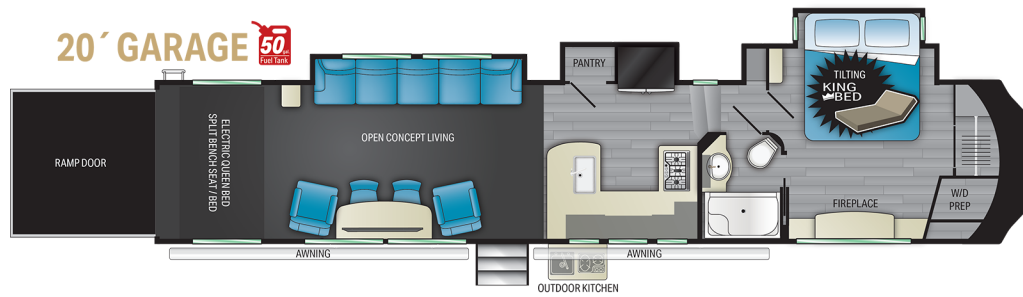 20´ GARAGE
50 gal.
Fuel Tank
RAMP DOOR
ELECTRIC QUEEN BED
SPLIT BENCH SEAT / BED
OPEN CONCEPT LIVING
PANTRY
TILTING
KING
BED
FIREPLACE
W/D
PREP
AWNING
AWNING
OUTDOOR KITCHEN